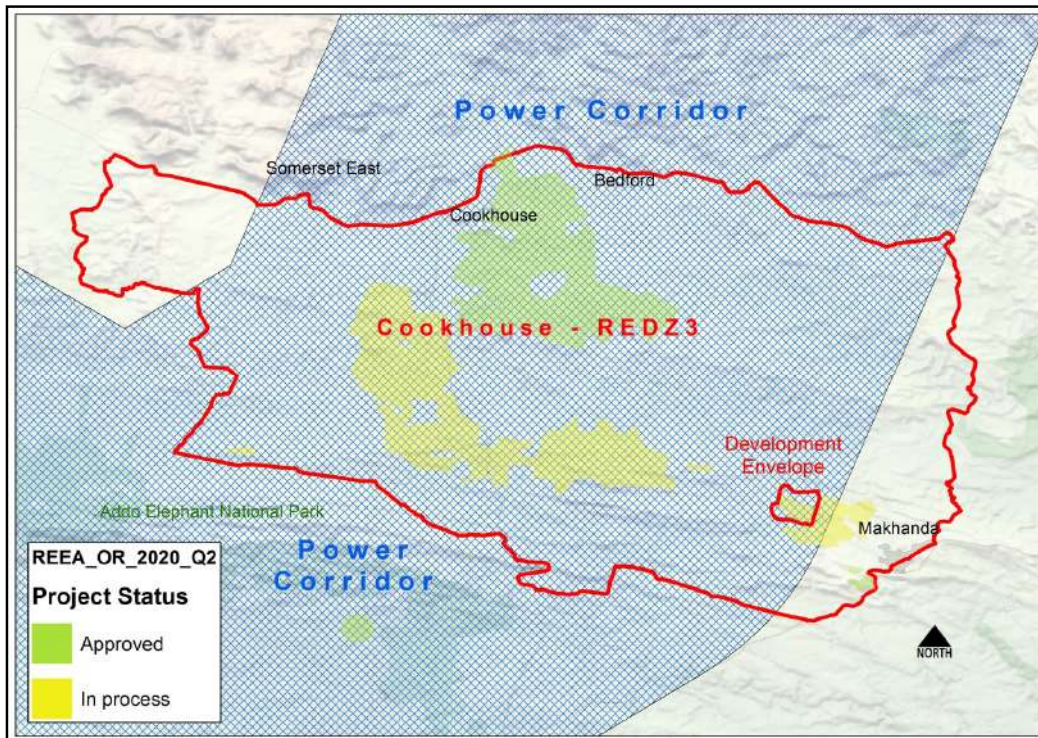 Power Corridor
Somerset East
Bedford
Cookhouse
Cookhouse - REDZ3
Development
Envelope
Addo Elephant National Park
Makhanda
Power
Corridor
REEA_OR_2020_Q2
Project Status
Approved
In process
NORTH